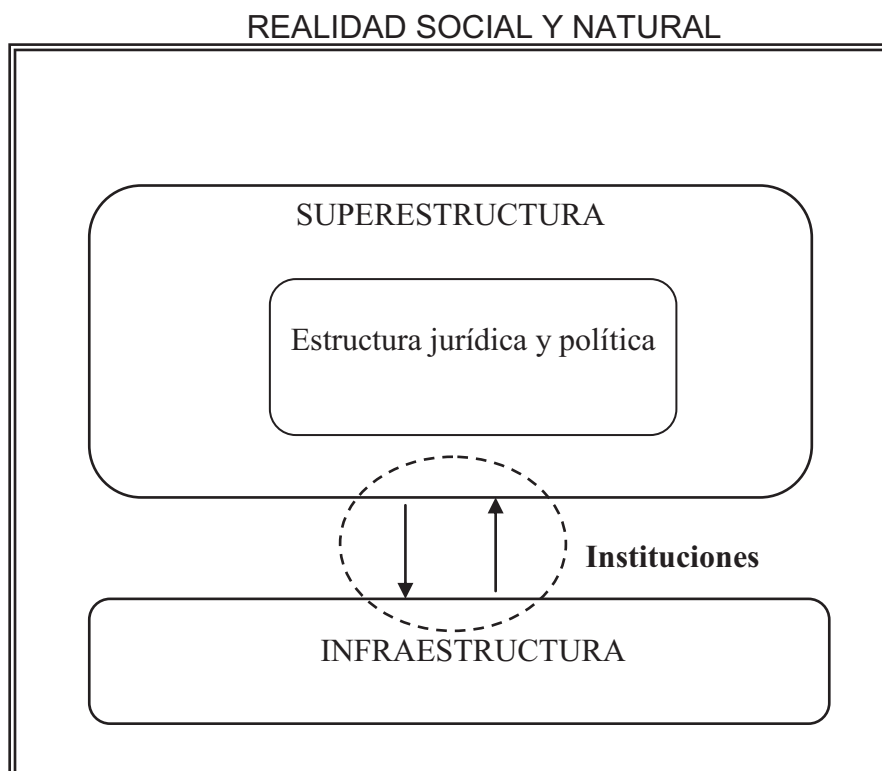 REALIDAD SOCIAL Y NATURAL
SUPERESTRUCTURA
Estructura jurídica y política
Instituciones
INFRAESTRUCTURA